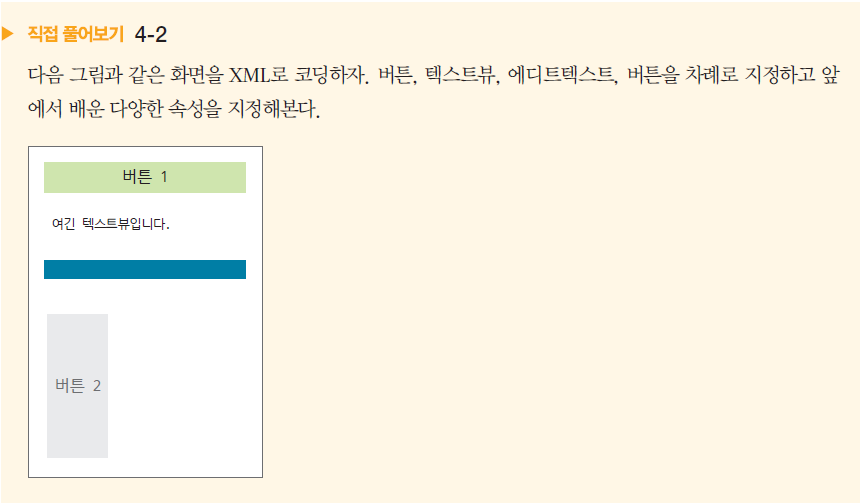 직접 풀어보기 4-2
다음 그림과 같은 화면을 XML로 코딩하자. 버튼, 텍스트뷰, 에디트텍스트, 버튼을 차례로 지정하고 앞
에서 배운 다양한 속성을 지정해본다.
버튼 1
여긴 텍스트뷰입니다.
버튼 2